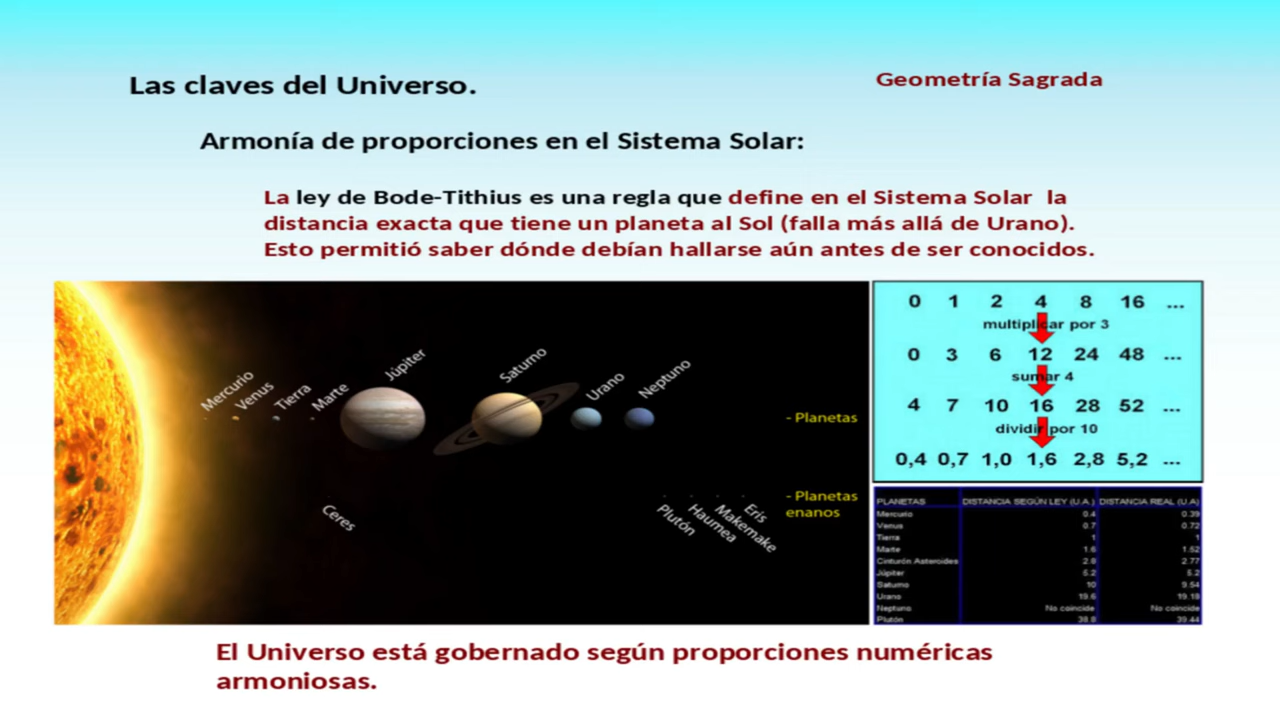 Las claves del Universo.
Geometría Sagrada
Armonía de proporciones en el Sistema Solar:
La ley de Bode-Tithius es una regla que define en el Sistema Solar la
distancia exacta que tiene un planeta al Sol (falla más allá de Urano).
Esto permitió saber dónde debían hallarse aún antes de ser conocidos.
Mercurio
Venus
Tierra
Marte
Júpiter
Saturno
Urano
Neptuno
- Planetas
Ceres
Plutón
Haumea
Makemake
Eris
- Planetas
enanos
0 1 2 4 8 16 ...
multiplicar por 3
0 3 6 12 24 48 ...
sumar 4
4 7 10 16 28 52 ...
dividir por 10
0,4 0,7 1,0 1,6 2,8 5,2 ...
PLANETAS DISTANCIA SEGÚN LEY (U.A.) DISTANCIA REAL (U.A)
Mercurio 0.4 0.39
Venus 0.7 0.72
Tierra 1 1
Marte 1.6 1.52
Cinturón Asteroides 2.8 2.77
Júpiter 5.2 5.2
Saturno 10 9.54
Urano 19.6 19.19
Neptuno No coincide No coincide
Plutón 38.8 39.44
El Universo está gobernado según proporciones numéricas
armoniosas.